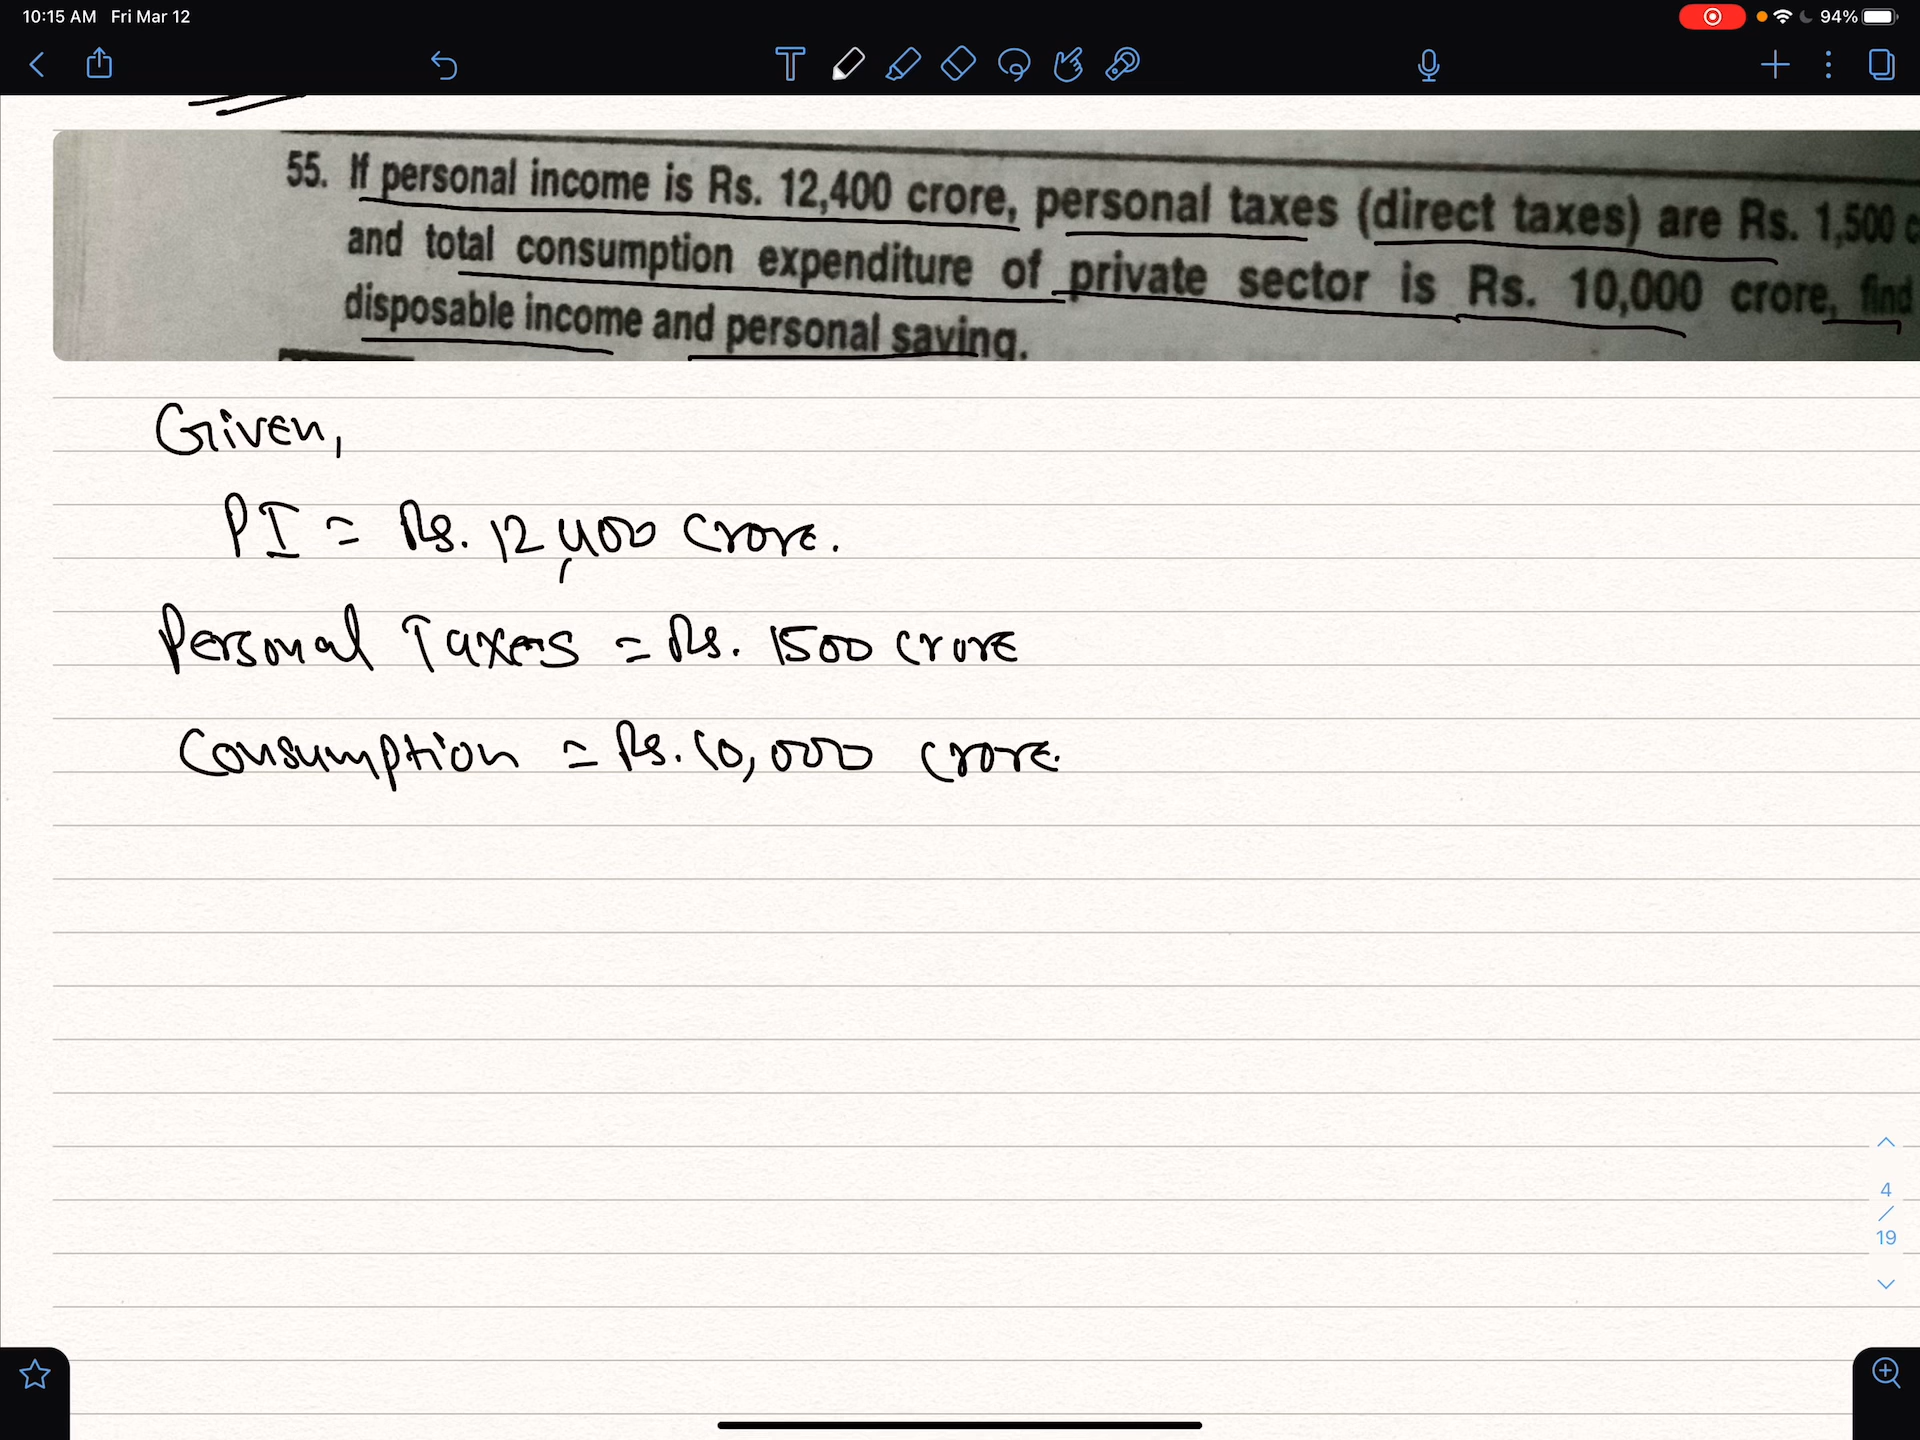 10:15 AM Fri Mar 12
94%
55. If personal income is Rs. 12,400 crore, personal taxes (direct taxes) are Rs. 1,500 c
and total consumption expenditure of private sector is Rs. 10,000 crore, find
disposable income and personal saving.
Given,
PI = Rs. 12,400 crore.
Personal Taxes = Rs. 1500 crore
Consumption = Rs. 10,000 crore.
4
/
19